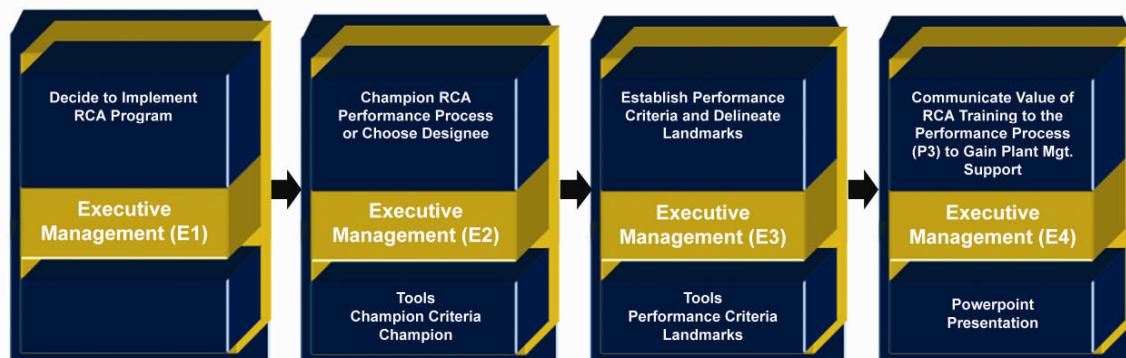 Decide to Implement
RCA Program
Executive
Management (E1)
Champion RCA
Performance Process
or Choose Designee
Executive
Management (E2)
Tools
Champion Criteria
Champion
Establish Performance
Criteria and Delineate
Landmarks
Executive
Management (E3)
Tools
Performance Criteria
Landmarks
Communicate Value of
RCA Training to the
Performance Process
(P3) to Gain Plant Mgt.
Support
Executive
Management (E4)
Powerpoint
Presentation